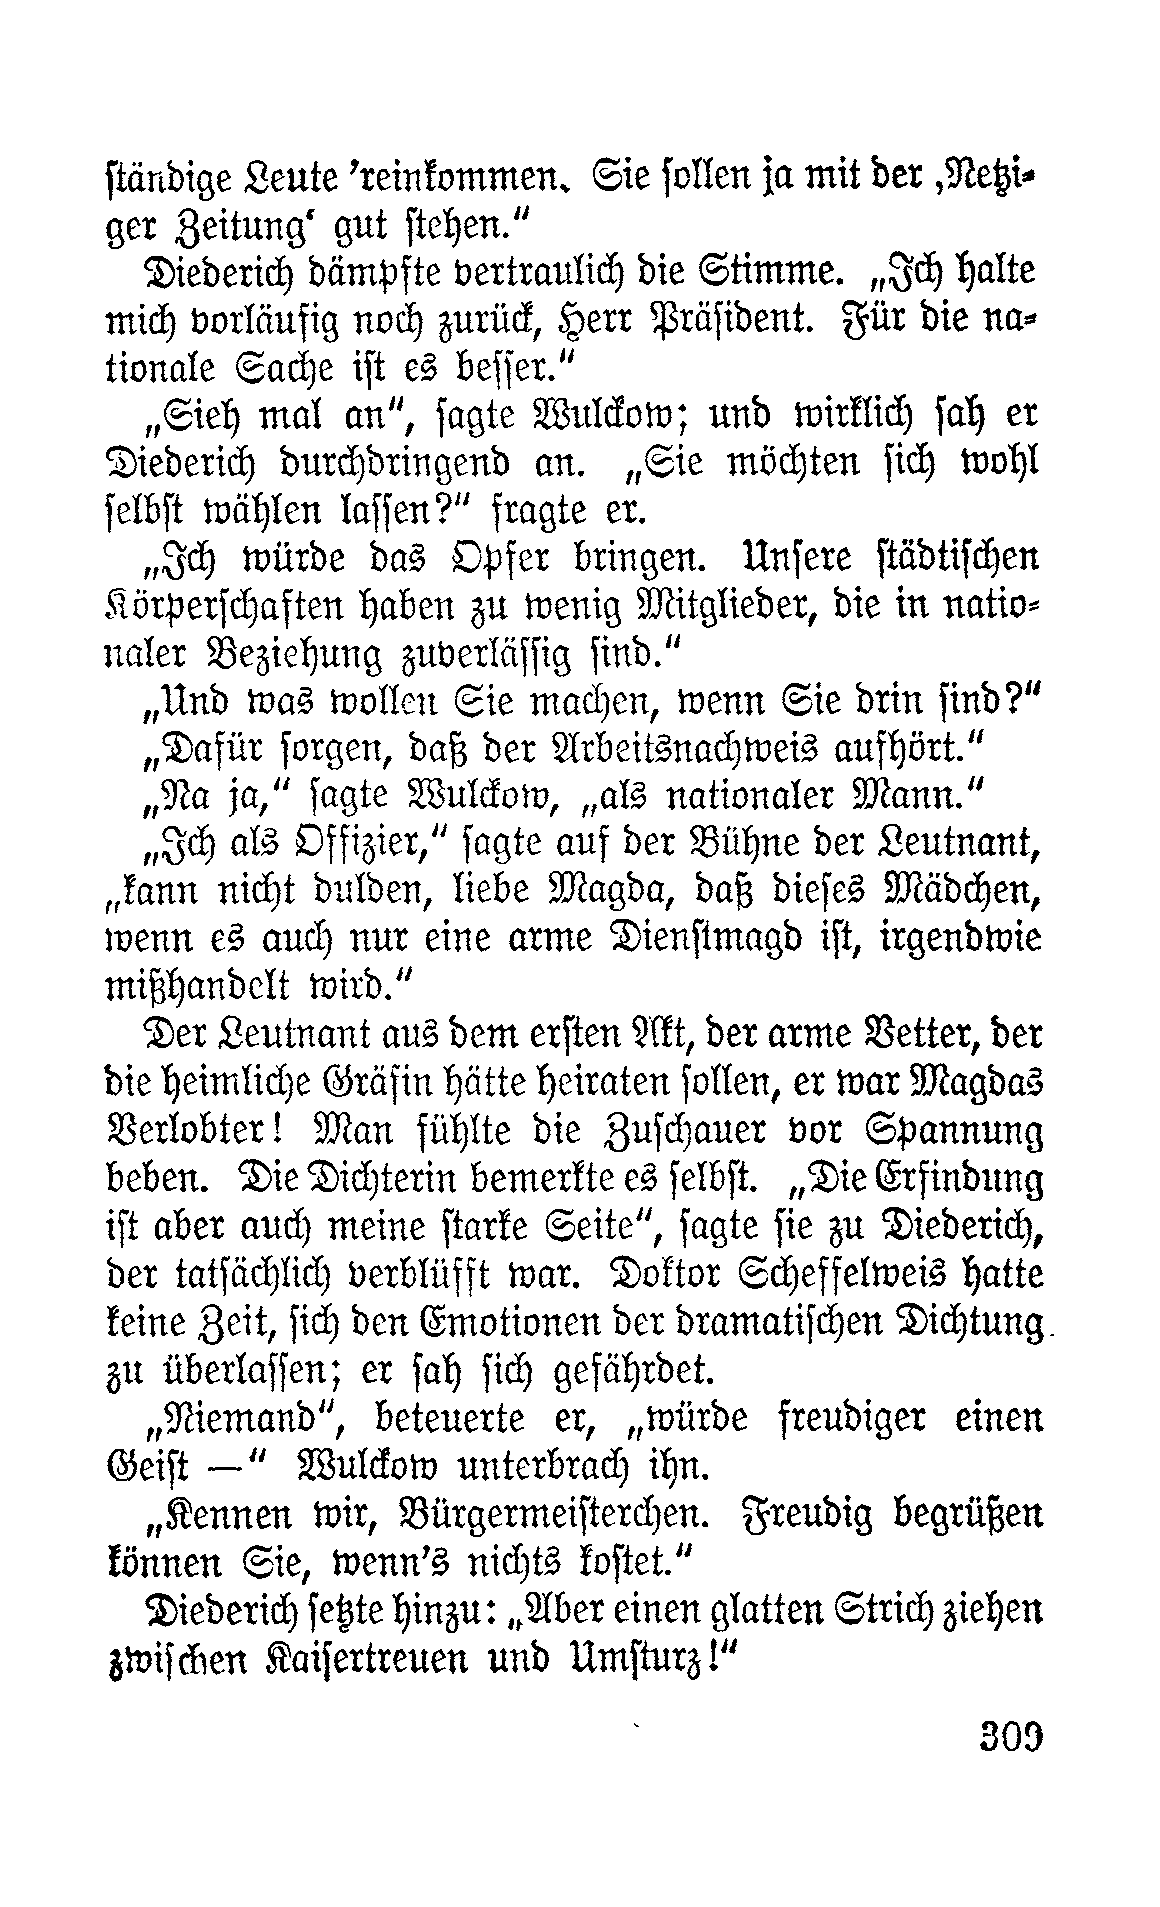 ständige Leute 'reinkommen. Sie sollen ja mit der ‚Netzi-
ger Zeitung‘ gut stehen.“
Diederich dämpfte vertraulich die Stimme. „Ich halte
mich vorläufig noch zurück, Herr Präsident. Für die na-
tionale Sache ist es besser.“
„Sieh mal an“, sagte Wulckow; und wirklich sah er
Diederich durchdringend an. „Sie möchten sich wohl
selbst wählen lassen?“ fragte er.
„Ich würde das Opfer bringen. Unsere städtischen
Körperschaften haben zu wenig Mitglieder, die in natio-
naler Beziehung zuverlässig sind.“
„Und was wollen Sie machen, wenn Sie drin sind?“
„Dafür sorgen, daß der Arbeitsnachweis aufhört.“
„Na ja,“ sagte Wulckow, „als nationaler Mann.“
„Ich als Offizier,“ sagte auf der Bühne der Leutnant,
„kann nicht dulden, liebe Magda, daß dieses Mädchen,
wenn es auch nur eine arme Dienstmagd ist, irgendwie
mißhandelt wird.“
Der Leutnant aus dem ersten Akt, der arme Vetter, der
die heimliche Gräfin hätte heiraten sollen, er war Magdas
Verlobter! Man fühlte die Zuschauer vor Spannung
beben. Die Dichterin bemerkte es selbst. „Die Erfindung
ist aber auch meine starke Seite“, sagte sie zu Diederich,
der tatsächlich verblüfft war. Doktor Scheffelweis hatte
keine Zeit, sich den Emotionen der dramatischen Dichtung
zu überlassen; er sah sich gefährdet.
„Niemand“, beteuerte er, „würde freudiger einen
Geist —“ Wulckow unterbrach ihn.
„Kennen wir, Bürgermeisterchen. Freudig begrüßen
können Sie, wenn's nichts kostet.“
Diederich setzte hinzu: „Aber einen glatten Strich ziehen
zwischen Kaisertreuen und Umsturz!“
309